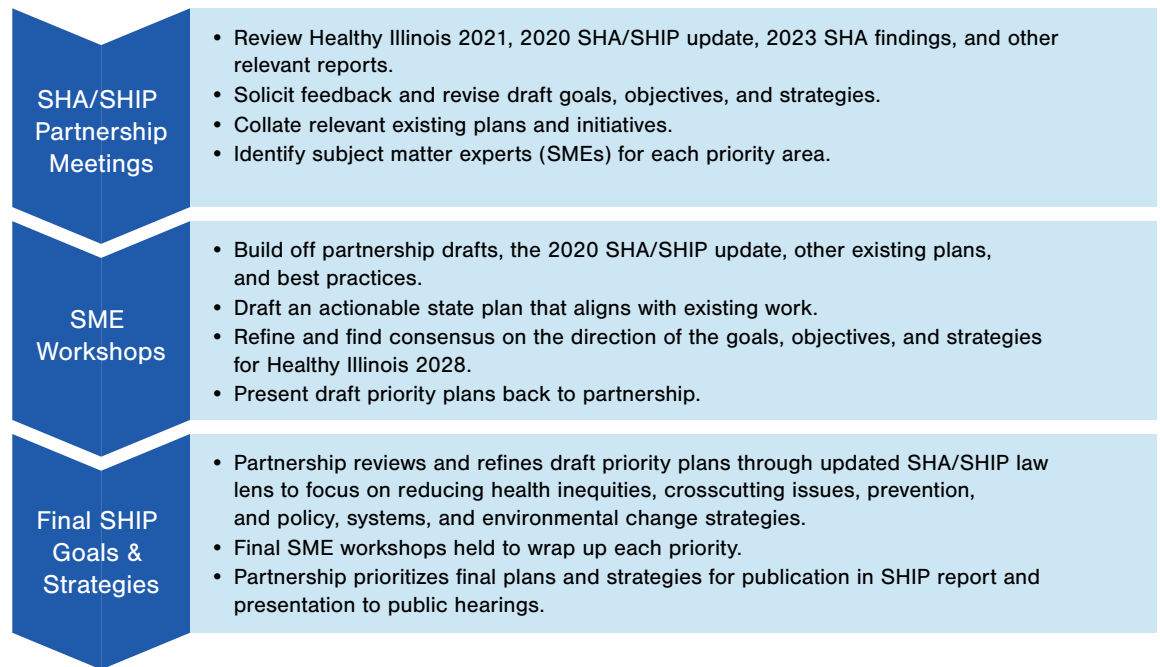 SHA/SHIP
Partnership
Meetings
• Review Healthy Illinois 2021, 2020 SHA/SHIP update, 2023 SHA findings, and other
relevant reports.
• Solicit feedback and revise draft goals, objectives, and strategies.
• Collate relevant existing plans and initiatives.
• Identify subject matter experts (SMEs) for each priority area.
SME
Workshops
• Build off partnership drafts, the 2020 SHA/SHIP update, other existing plans,
and best practices.
• Draft an actionable state plan that aligns with existing work.
• Refine and find consensus on the direction of the goals, objectives, and strategies
for Healthy Illinois 2028.
• Present draft priority plans back to partnership.
Final SHIP
Goals &
Strategies
• Partnership reviews and refines draft priority plans through updated SHA/SHIP law
lens to focus on reducing health inequities, crosscutting issues, prevention,
and policy, systems, and environmental change strategies.
• Final SME workshops held to wrap up each priority.
• Partnership prioritizes final plans and strategies for publication in SHIP report and
presentation to public hearings.